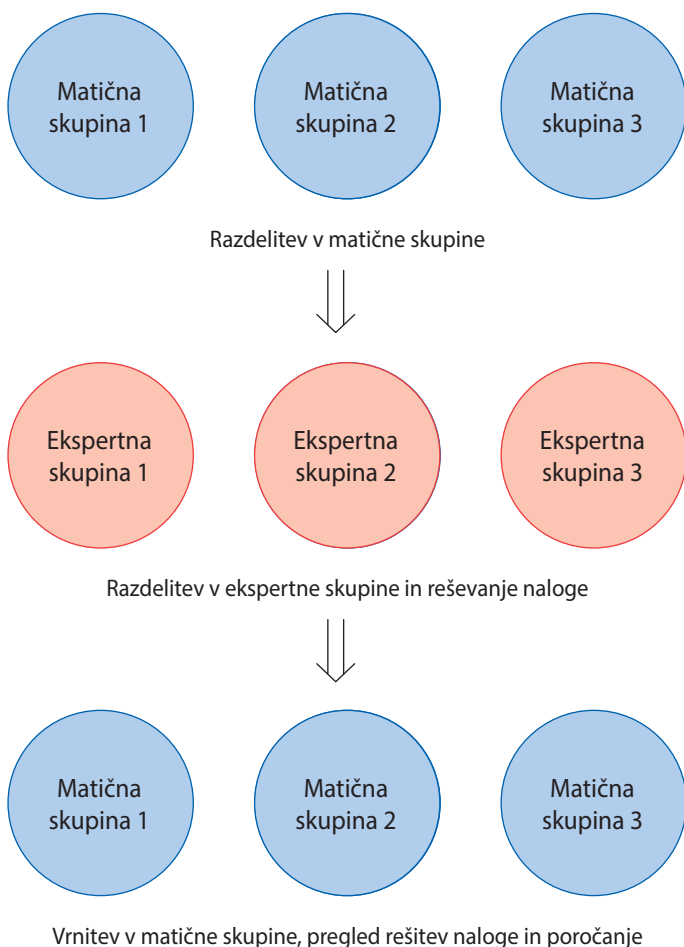 Matična
skupina 1
Matična
skupina 2
Matična
skupina 3
Razdelitev v matične skupine
Ekspertna
skupina 1
Ekspertna
skupina 2
Ekspertna
skupina 3
Razdelitev v ekspertne skupine in reševanje naloge
Matična
skupina 1
Matična
skupina 2
Matična
skupina 3
Vrnitev v matične skupine, pregled rešitev naloge in poročanje